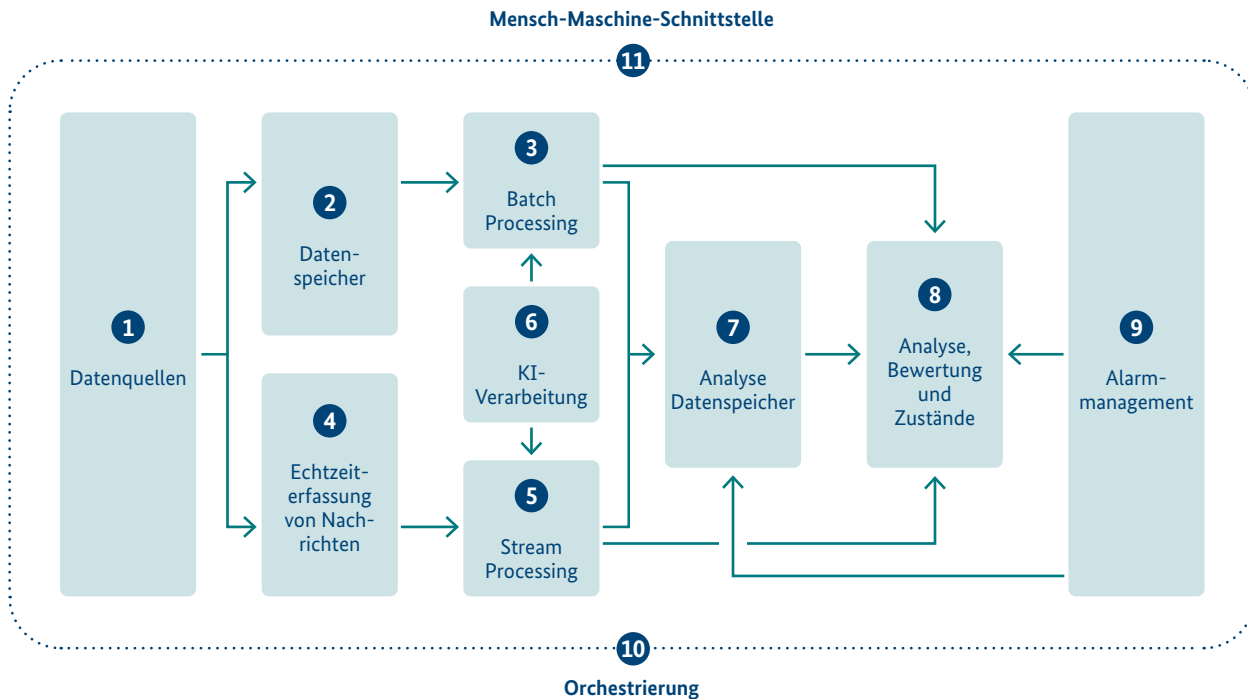 Mensch-Maschine-Schnittstelle
11
1
Datenquellen
2
Daten-
speicher
3
Batch
Processing
4
Echtzeit-
erfassung
von Nach-
richten
5
Stream
Processing
6
KI-
Verarbeitung
7
Analyse
Datenspeicher
8
Analyse,
Bewertung
und
Zustände
9
Alarm-
management
10
Orchestrierung